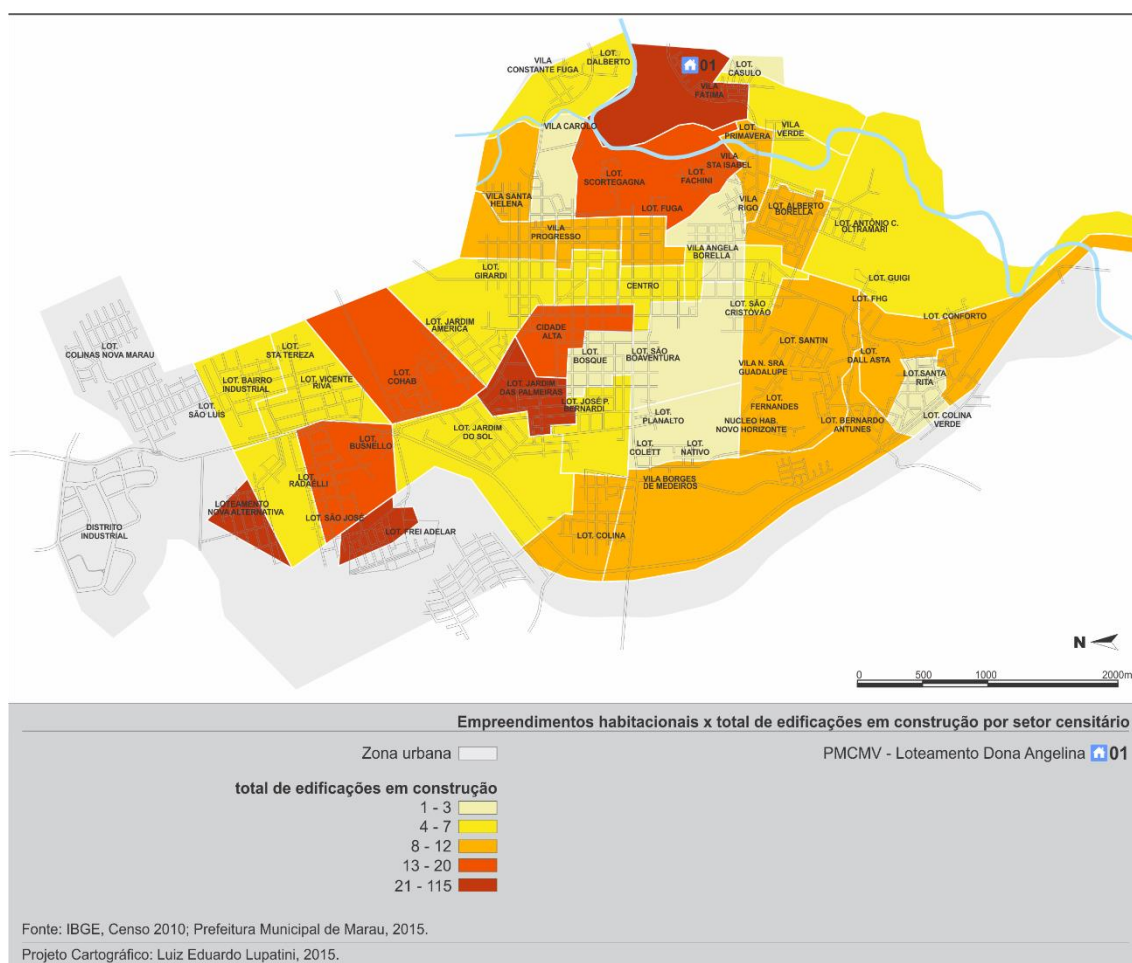 LOT.
DALBERTO
VILA
CONSTANTE FUGA
01
LOT.
CASULO
VILA
FATIMA
VILA CAROLO
LOT.
PRIMAVERA
VILA
VERDE
VILA
STA ISABEL
LOT.
SCORTEGAGNA
LOT.
FACHINI
VILA SANTA
HELENA
LOT. FUGA
VILA
RIGO
LOT. ALBERTO
BORELLA
LOT. ANTÔNIO C.
OLTRAMARI
VILA
PROGRESSO
VILA ANGELA
BORELLA
LOT.
GIRARDI
CENTRO
LOT. GUIGI
LOT. FHG
LOT. SÃO
CRISTÓVÃO
LOT. CONFORTO
LOT.
COLINAS NOVA MARAU
LOT. JARDIM
AMÉRICA
CIDADE
ALTA
LOT.
STA TEREZA
LOT.
BOSQUE
LOT. SÃO
BOAVENTURA
LOT. SANTIN
LOT.
DALL ASTA
VILA N. SRA
GUADALUPE
LOT.SANTA
RITA
LOT. BAIRRO
INDUSTRIAL
LOT. VICENTE
RIVA
LOT.
COHAB
LOT. JARDIM
DAS PALMEIRAS
LOT. JOSÉ P.
BERNARDI
LOT.
FERNANDES
LOT.
SÃO LUÍS
LOT.
PLANALTO
NUCLEO HAB.
NOVO HORIZONTE
LOT. BERNARDO
ANTUNES
LOT. COLINA
VERDE
LOT. JARDIM
DO SOL
LOT.
BUSNELLO
LOT.
COLETT
LOT.
NATIVO
LOT.
RADAELLI
VILA BORGES
DE MEDEIROS
LOTEAMENTO
NOVA ALTERNATIVA
LOT. SÃO JOSÉ
LOT. FREI ADELAR
DISTRITO
INDUSTRIAL
LOT. COLINA
N
0 500 1000 2000m
Empreendimentos habitacionais x total de edificações em construção por setor censitário
Zona urbana
PMCMV - Loteamento Dona Angelina 01
total de edificações em construção
1 - 3
4 - 7
8 - 12
13 - 20
21 - 115
Fonte: IBGE, Censo 2010; Prefeitura Municipal de Marau, 2015.
Projeto Cartográfico: Luiz Eduardo Lupatini, 2015.